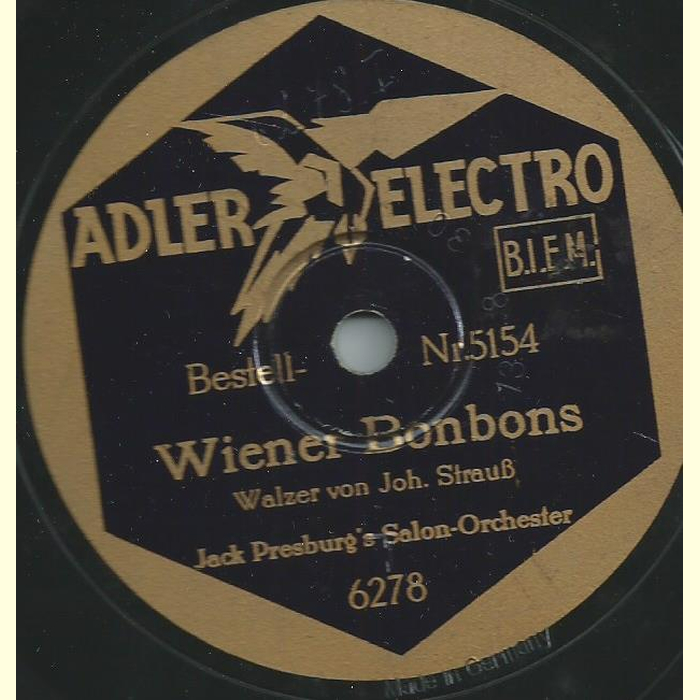 ADLER ELECTRO
B.I.E.M.
Bestell- Nr. 5154
Wiener Bonbons
Walzer von Joh. Strauß
Jack Presburg's Salon-Orchester
6278
Made in Germany